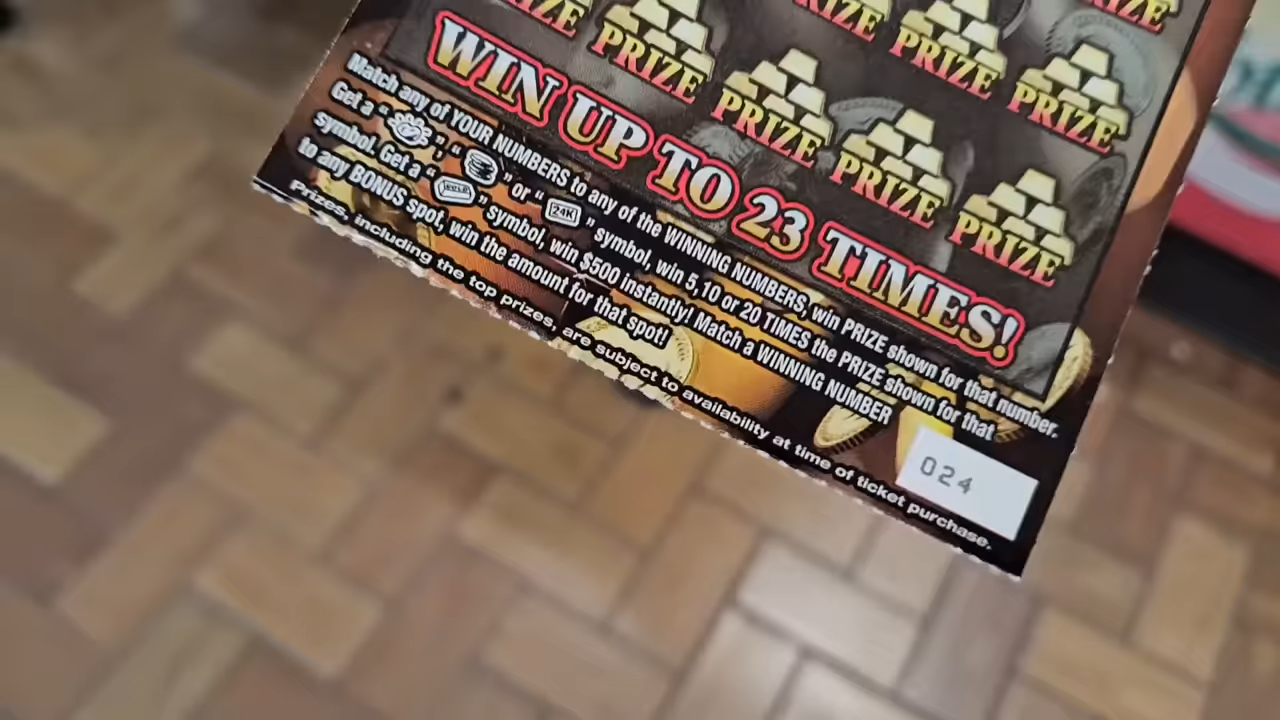 PRIZE
PRIZE
PRIZE
PRIZE
PRIZE
PRIZE
PRIZE
PRIZE
PRIZE
WIN UP TO 23 TIMES!
Match any of YOUR NUMBERS to any of the WINNING NUMBERS, win PRIZE shown for that number.
Get a " ", " " or " 24K " symbol, win 5,10 or 20 TIMES the PRIZE shown for that
symbol. Get a " GOLD " symbol, win $500 instantly! Match a WINNING NUMBER
to any BONUS spot, win the amount for that spot!
Prizes, including the top prizes, are subject to availability at time of ticket purchase.
024